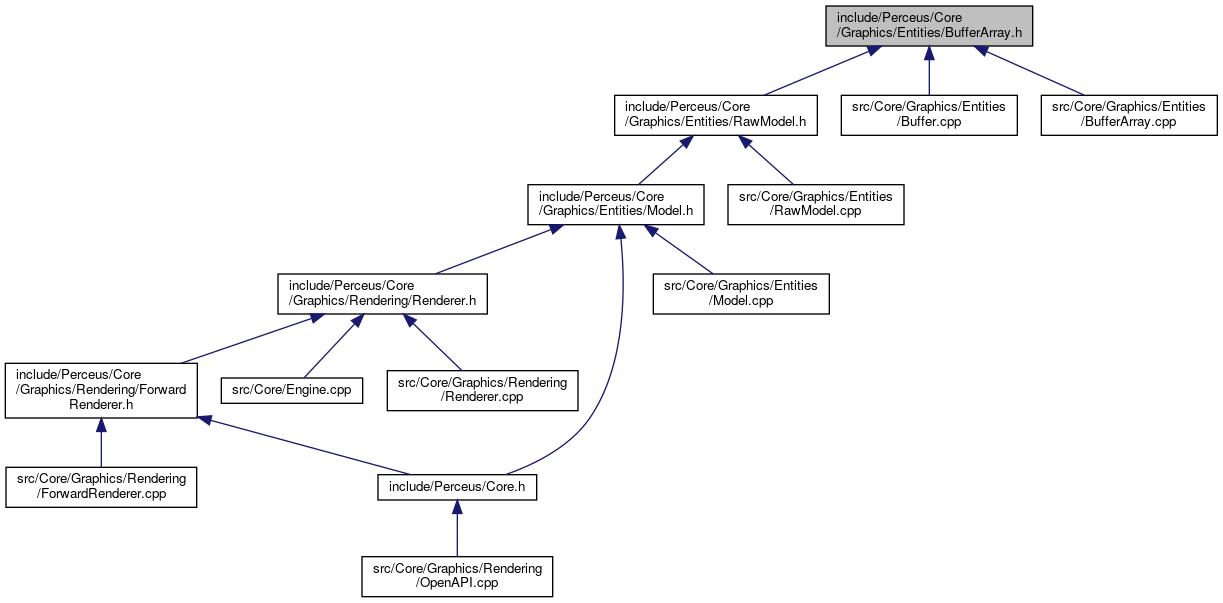 include/Perceus/Core
/Graphics/Entities/BufferArray.h
include/Perceus/Core
/Graphics/Entities/RawModel.h
src/Core/Graphics/Entities
/Buffer.cpp
src/Core/Graphics/Entities
/BufferArray.cpp
include/Perceus/Core
/Graphics/Entities/Model.h
src/Core/Graphics/Entities
/RawModel.cpp
include/Perceus/Core
/Graphics/Rendering/Renderer.h
src/Core/Graphics/Entities
/Model.cpp
include/Perceus/Core
/Graphics/Rendering/Forward
Renderer.h
src/Core/Engine.cpp
src/Core/Graphics/Rendering
/Renderer.cpp
src/Core/Graphics/Rendering
/ForwardRenderer.cpp
include/Perceus/Core.h
src/Core/Graphics/Rendering
/OpenAPI.cpp